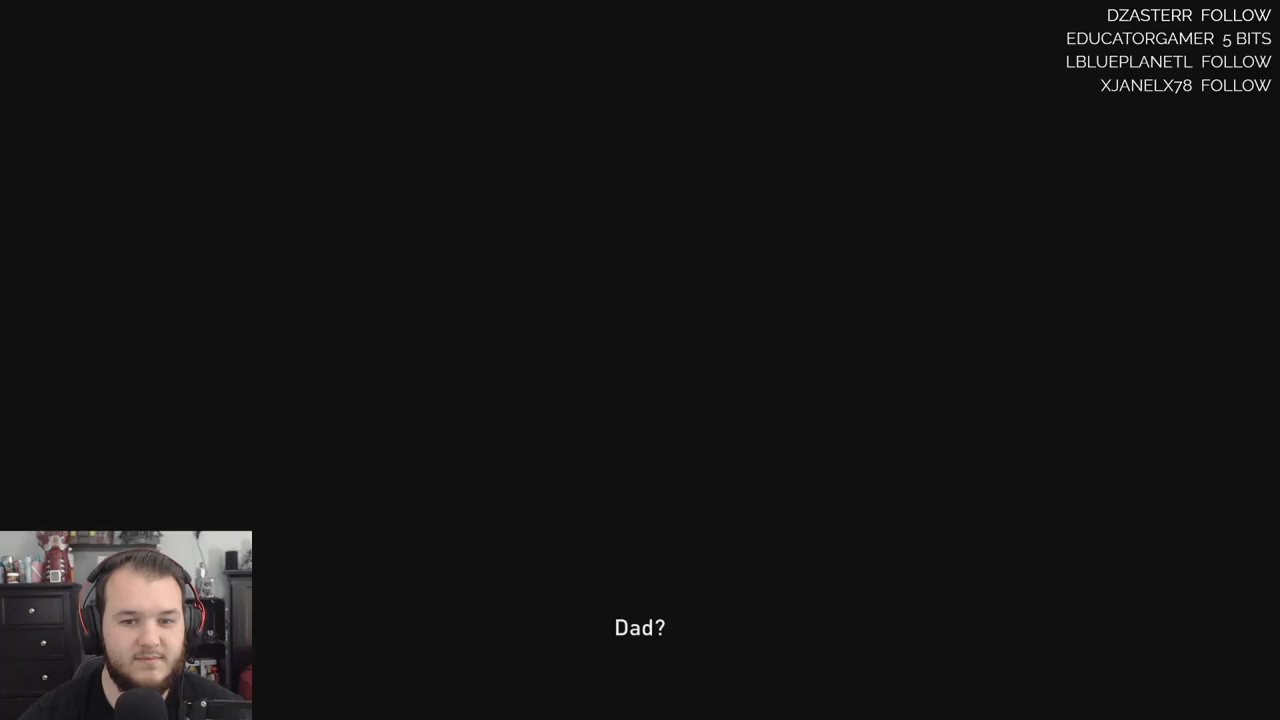 DZASTERR FOLLOW
EDUCATORGAMER 5 BITS
LBLUEPLANETL FOLLOW
XJANELX78 FOLLOW
Dad?